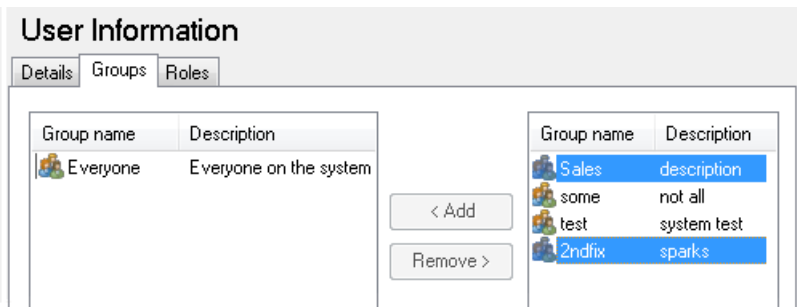 User Information
Details Groups Roles
Group name Description Group name Description
Everyone Everyone on the system Sales description
< Add some not all
test system test
Remove > 2ndfix sparks